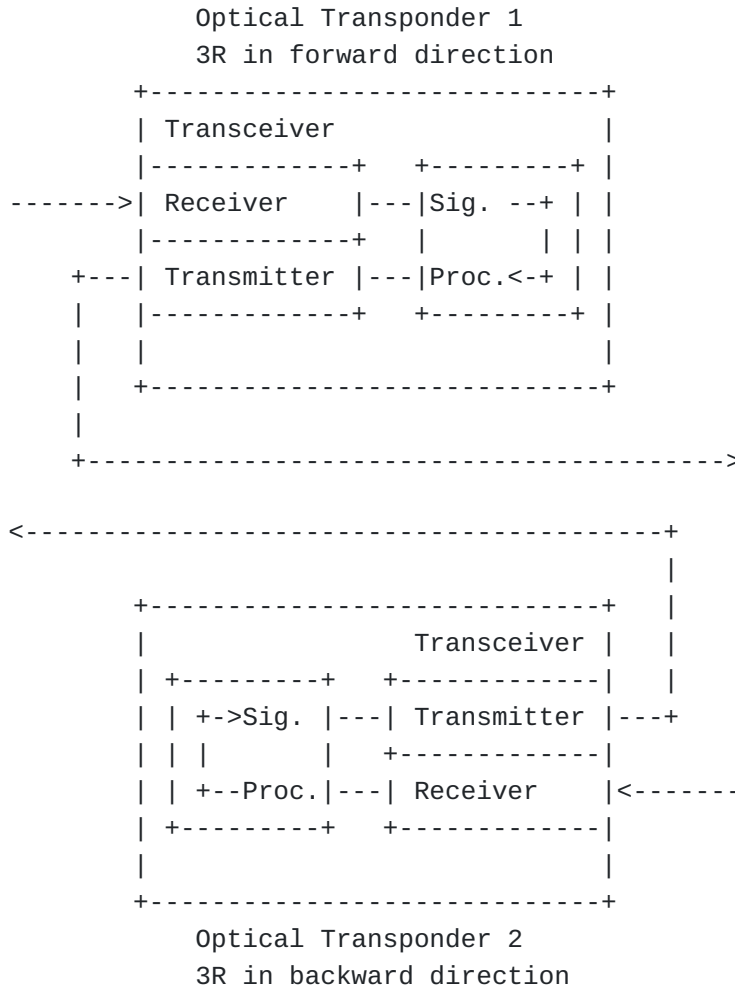 Optical Transponder 1
3R in forward direction
Transceiver
Receiver Sig.
Transmitter Proc.
Transceiver
Sig. Transmitter
Proc. Receiver
Optical Transponder 2
3R in backward direction